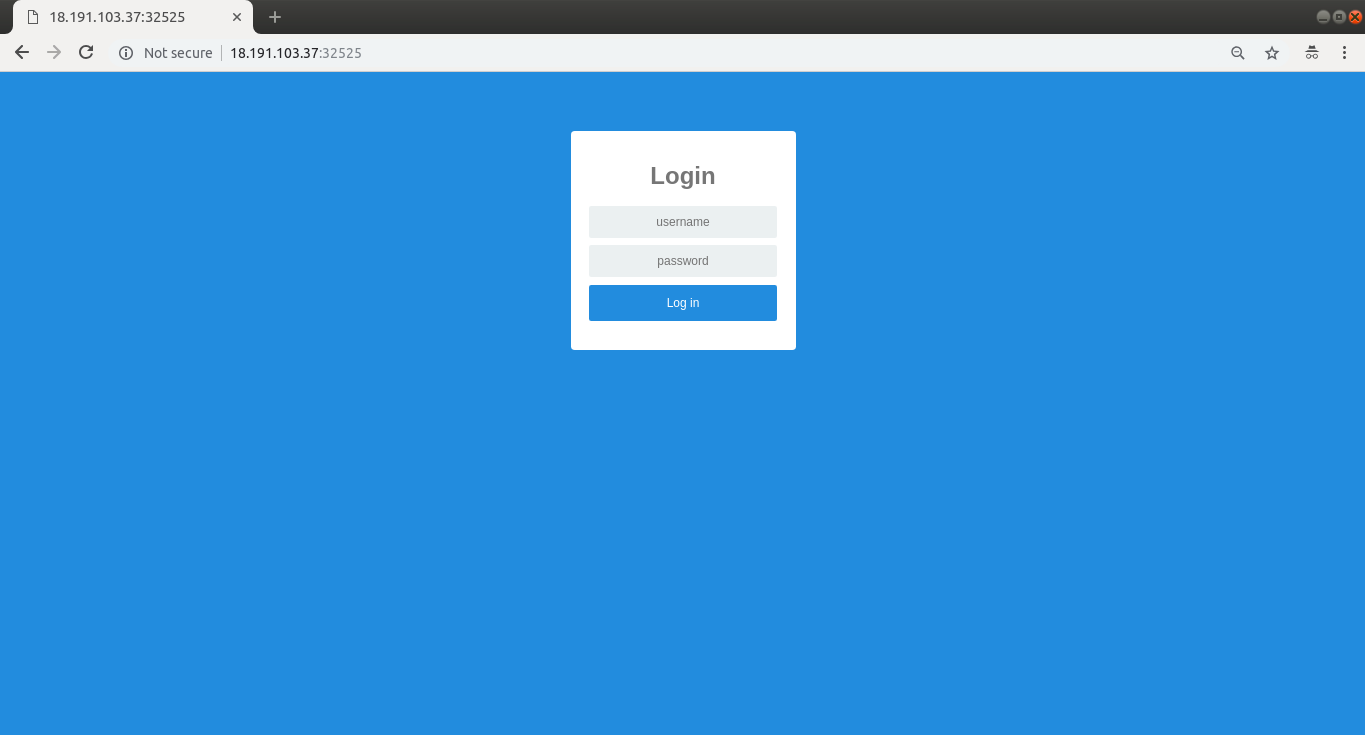 18.191.103.37:32525
Not secure 18.191.103.37:32525
Login
username
password
Log in